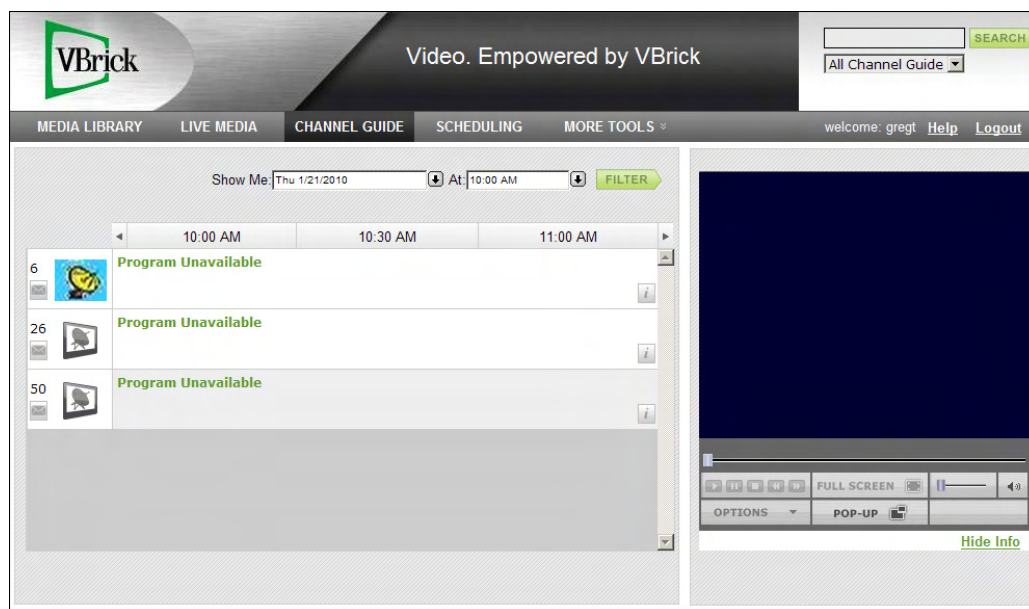 VBrick
Video. Empowered by VBrick
SEARCH
All Channel Guide
MEDIA LIBRARY LIVE MEDIA CHANNEL GUIDE SCHEDULING MORE TOOLS welcome: gregt Help Logout
Show Me: Thu 1/21/2010 At: 10:00 AM FILTER
10:00 AM 10:30 AM 11:00 AM
6 Program Unavailable
i
26 Program Unavailable
i
50 Program Unavailable
i
FULL SCREEN
OPTIONS POP-UP
Hide Info